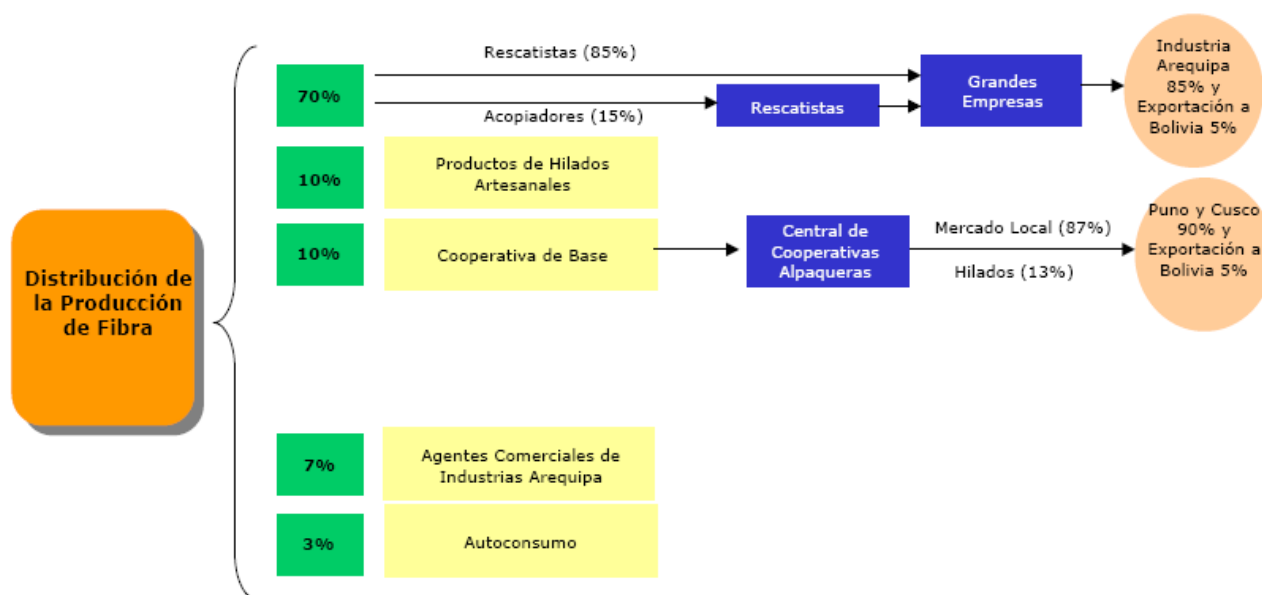 Distribución de
la Producción
de Fibra
70%
Rescatistas (85%)
Acopiadores (15%)
Rescatistas
Grandes
Empresas
Industria
Arequipa
85% y
Exportación a
Bolivia 5%
10%
Productos de Hilados
Artesanales
10%
Cooperativa de Base
Central de
Cooperativas
Alpaqueras
Mercado Local (87%)
Hilados (13%)
Puno y Cusco
90% y
Exportación a
Bolivia 5%
7%
Agentes Comerciales de
Industrias Arequipa
3%
Autoconsumo